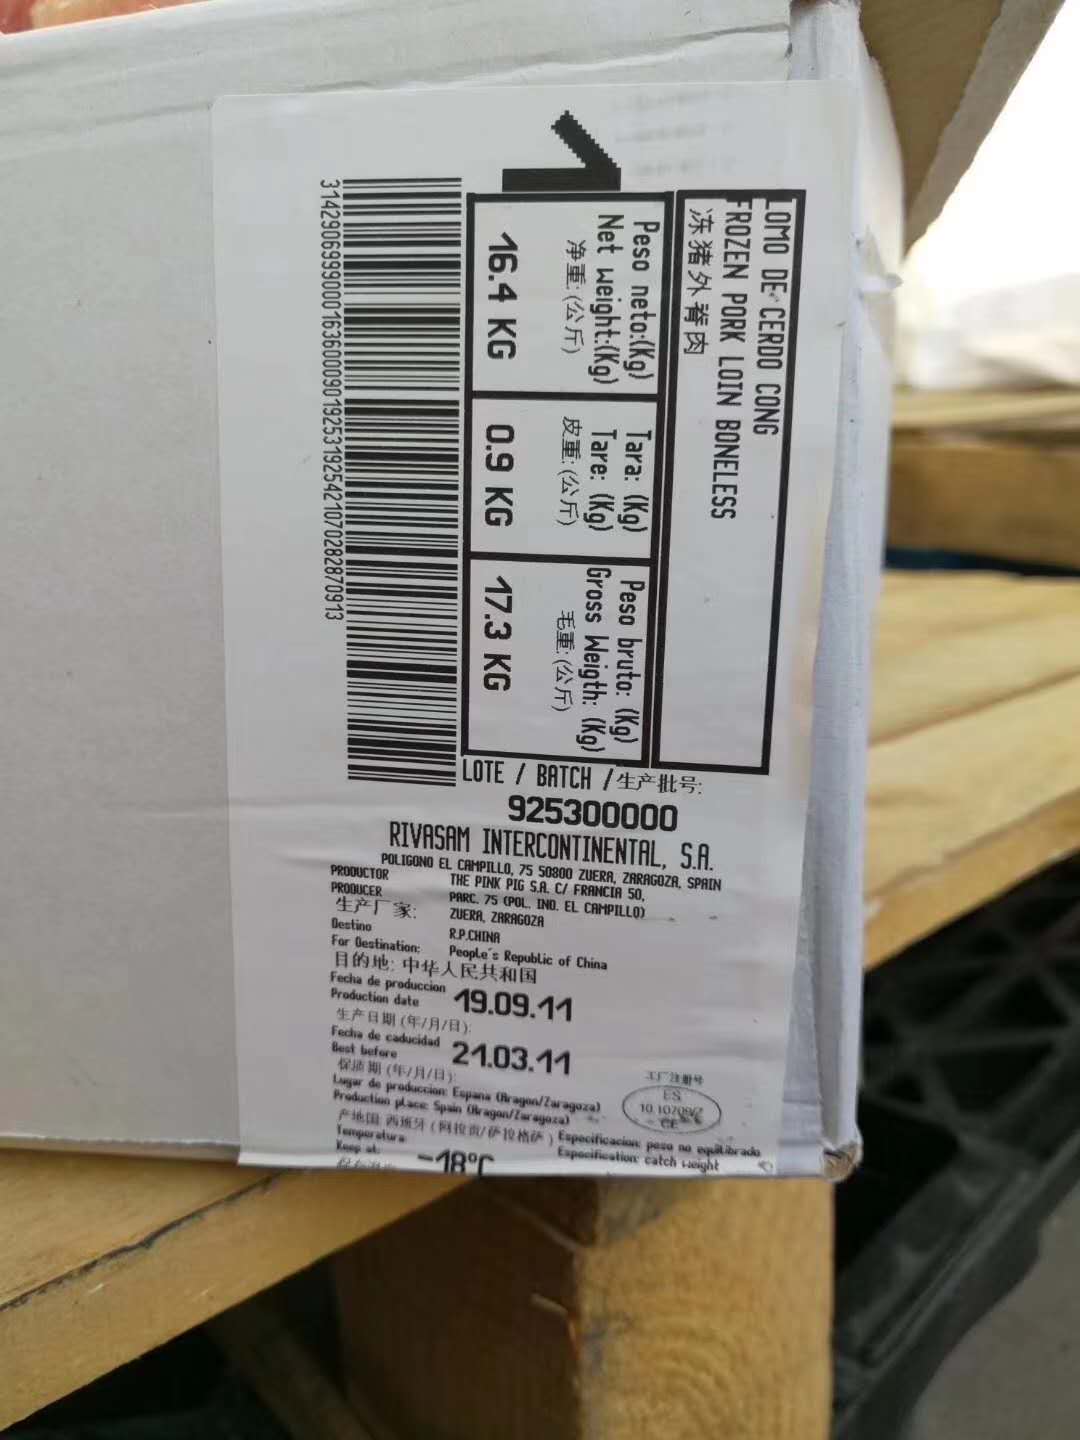 1
LOMO DE CERDO CONG
FROZEN PORK LOIN BONELESS
冻猪外脊肉
Peso neto:(Kg)
Net weight:(Kg)
净重:(公斤)
16.4 KG
Tara: (Kg)
Tare: (Kg)
皮重:(公斤)
0.9 KG
Peso bruto: (Kg)
Gross Weigth: (Kg)
毛重:(公斤)
17.3 KG
LOTE / BATCH /生产批号:
925300000
RIVASAM INTERCONTINENTAL, S.A.
POLIGONO EL CAMPILLO, 75 50800 ZUERA, ZARAGOZA, SPAIN
PRODUCTOR THE PINK PIG S.A. C/ FRANCIA 50,
PRODUCER PARC. 75 (POL. IND. EL CAMPILLO)
生产厂家: ZUERA, ZARAGOZA
Destino R.P.CHINA
For Destination: People's Republic of China
目的地: 中华人民共和国
Fecha de produccion
Production date 19.09.11
生产日期 (年/月/日):
Fecha de caducidad
Best before 21.03.11
保质期 (年/月/日):
Lugar de produccion: Espana (Aragon/Zaragoza)
Production place: Spain (Aragon/Zaragoza)
产地国 西班牙 (阿拉贡/萨拉格萨)
Temperatura
Keep at: -18°C
工厂注册号
ES
10.10709/Z
CE
Especificacion: peso no equilibrado
Especification: catch weight